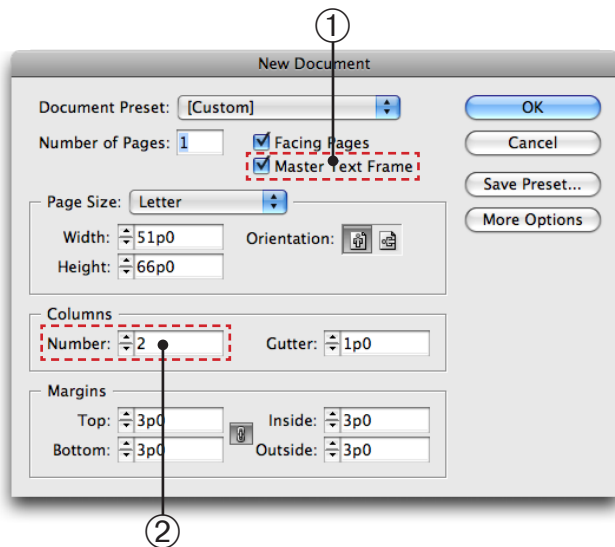 ①
New Document
Document Preset: [Custom] OK
Number of Pages: 1 Facing Pages Cancel
Master Text Frame
Save Preset...
Page Size: Letter
More Options
Width: 51p0 Orientation:
Height: 66p0
Columns
Number: 2 Gutter: 1p0
Margins
Top: 3p0 Inside: 3p0
Bottom: 3p0 Outside: 3p0
②